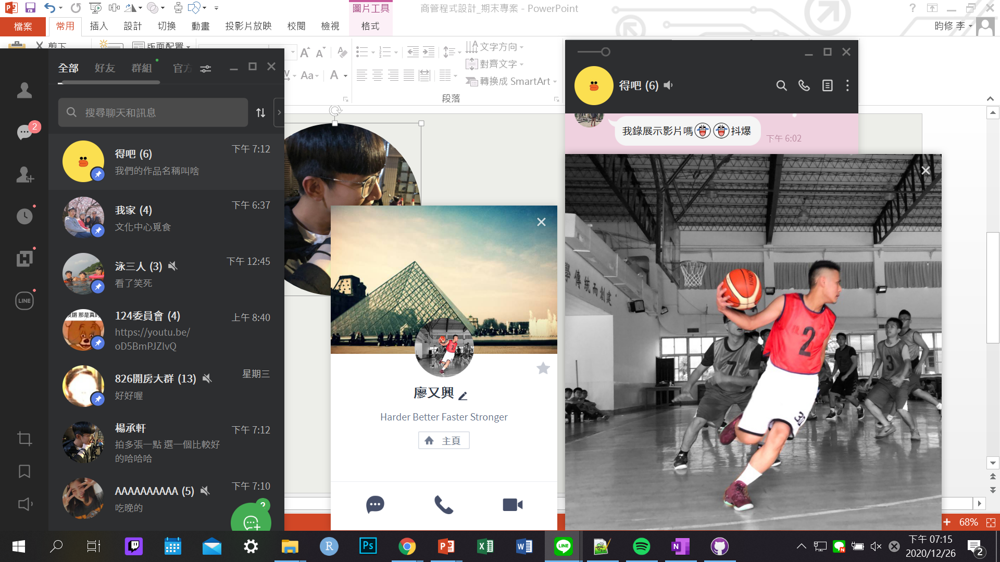 圖片工具
商管程式設計_期末專案 - PowerPoint
檔案
常用
插入
設計
切換
動畫
投影片放映
校閱
檢視
格式
昀修 李
剪下
版面配置
Aa
A
文字方向
對齊文字
轉換成 SmartArt
段落
全部
好友
群組
官方
搜尋聊天和訊息
2
得吧 (6)
下午 7:12
我們的作品名稱叫啥
我家 (4)
下午 6:37
文化中心覓食
泳三人 (3)
下午 12:45
看了笑死
124委員會 (4)
上午 8:40
https://youtu.be/
oD5BmPJZlvQ
826開房大群 (13)
星期三
好好喔
楊承軒
下午 7:12
拍多張一點 選一個比較好
的哈哈哈
AAAAAAAAAA (5)
下午 7:10
吃晚的
LINE
廖又興
Harder Better Faster Stronger
主頁
得吧 (6)
我錄展示影片嗎抖爆
下午 6:02
2
7
3
68%
R
Ps
LINE
N
下午 07:15
2020/12/26
2